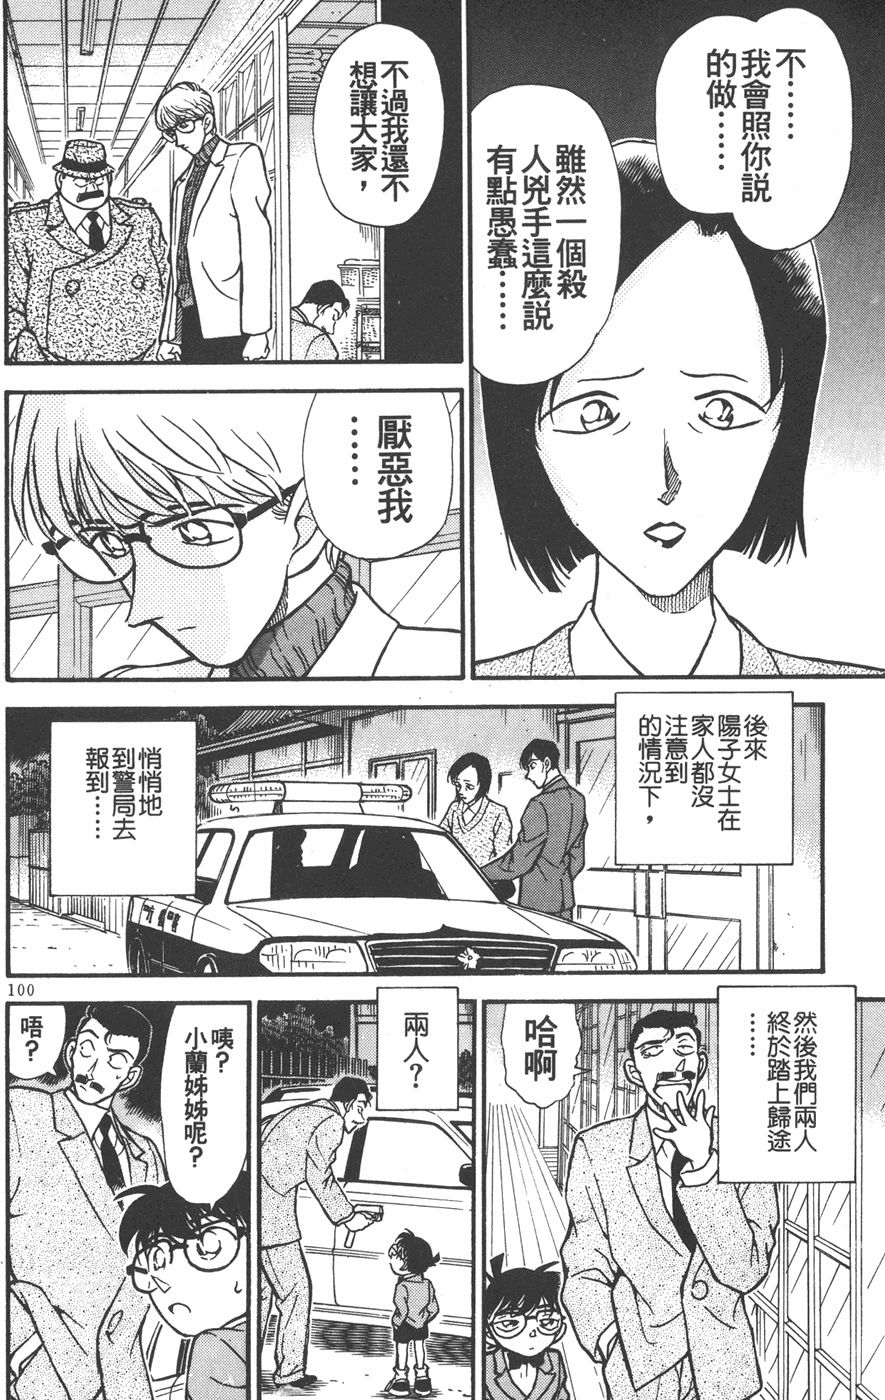 不……
我會照你說
的做……
雖然一個殺
人兇手這麼說
有點愚蠢……
不過我還不
想讓大家，
厭惡我
……
後來
陽子女士在
家人都沒
注意到
的情況下，
悄悄地
到警局去
報到……
100
然後我們兩人
終於踏上歸途
……
哈啊
兩人？
咦？
小蘭姊姊呢？
唔？